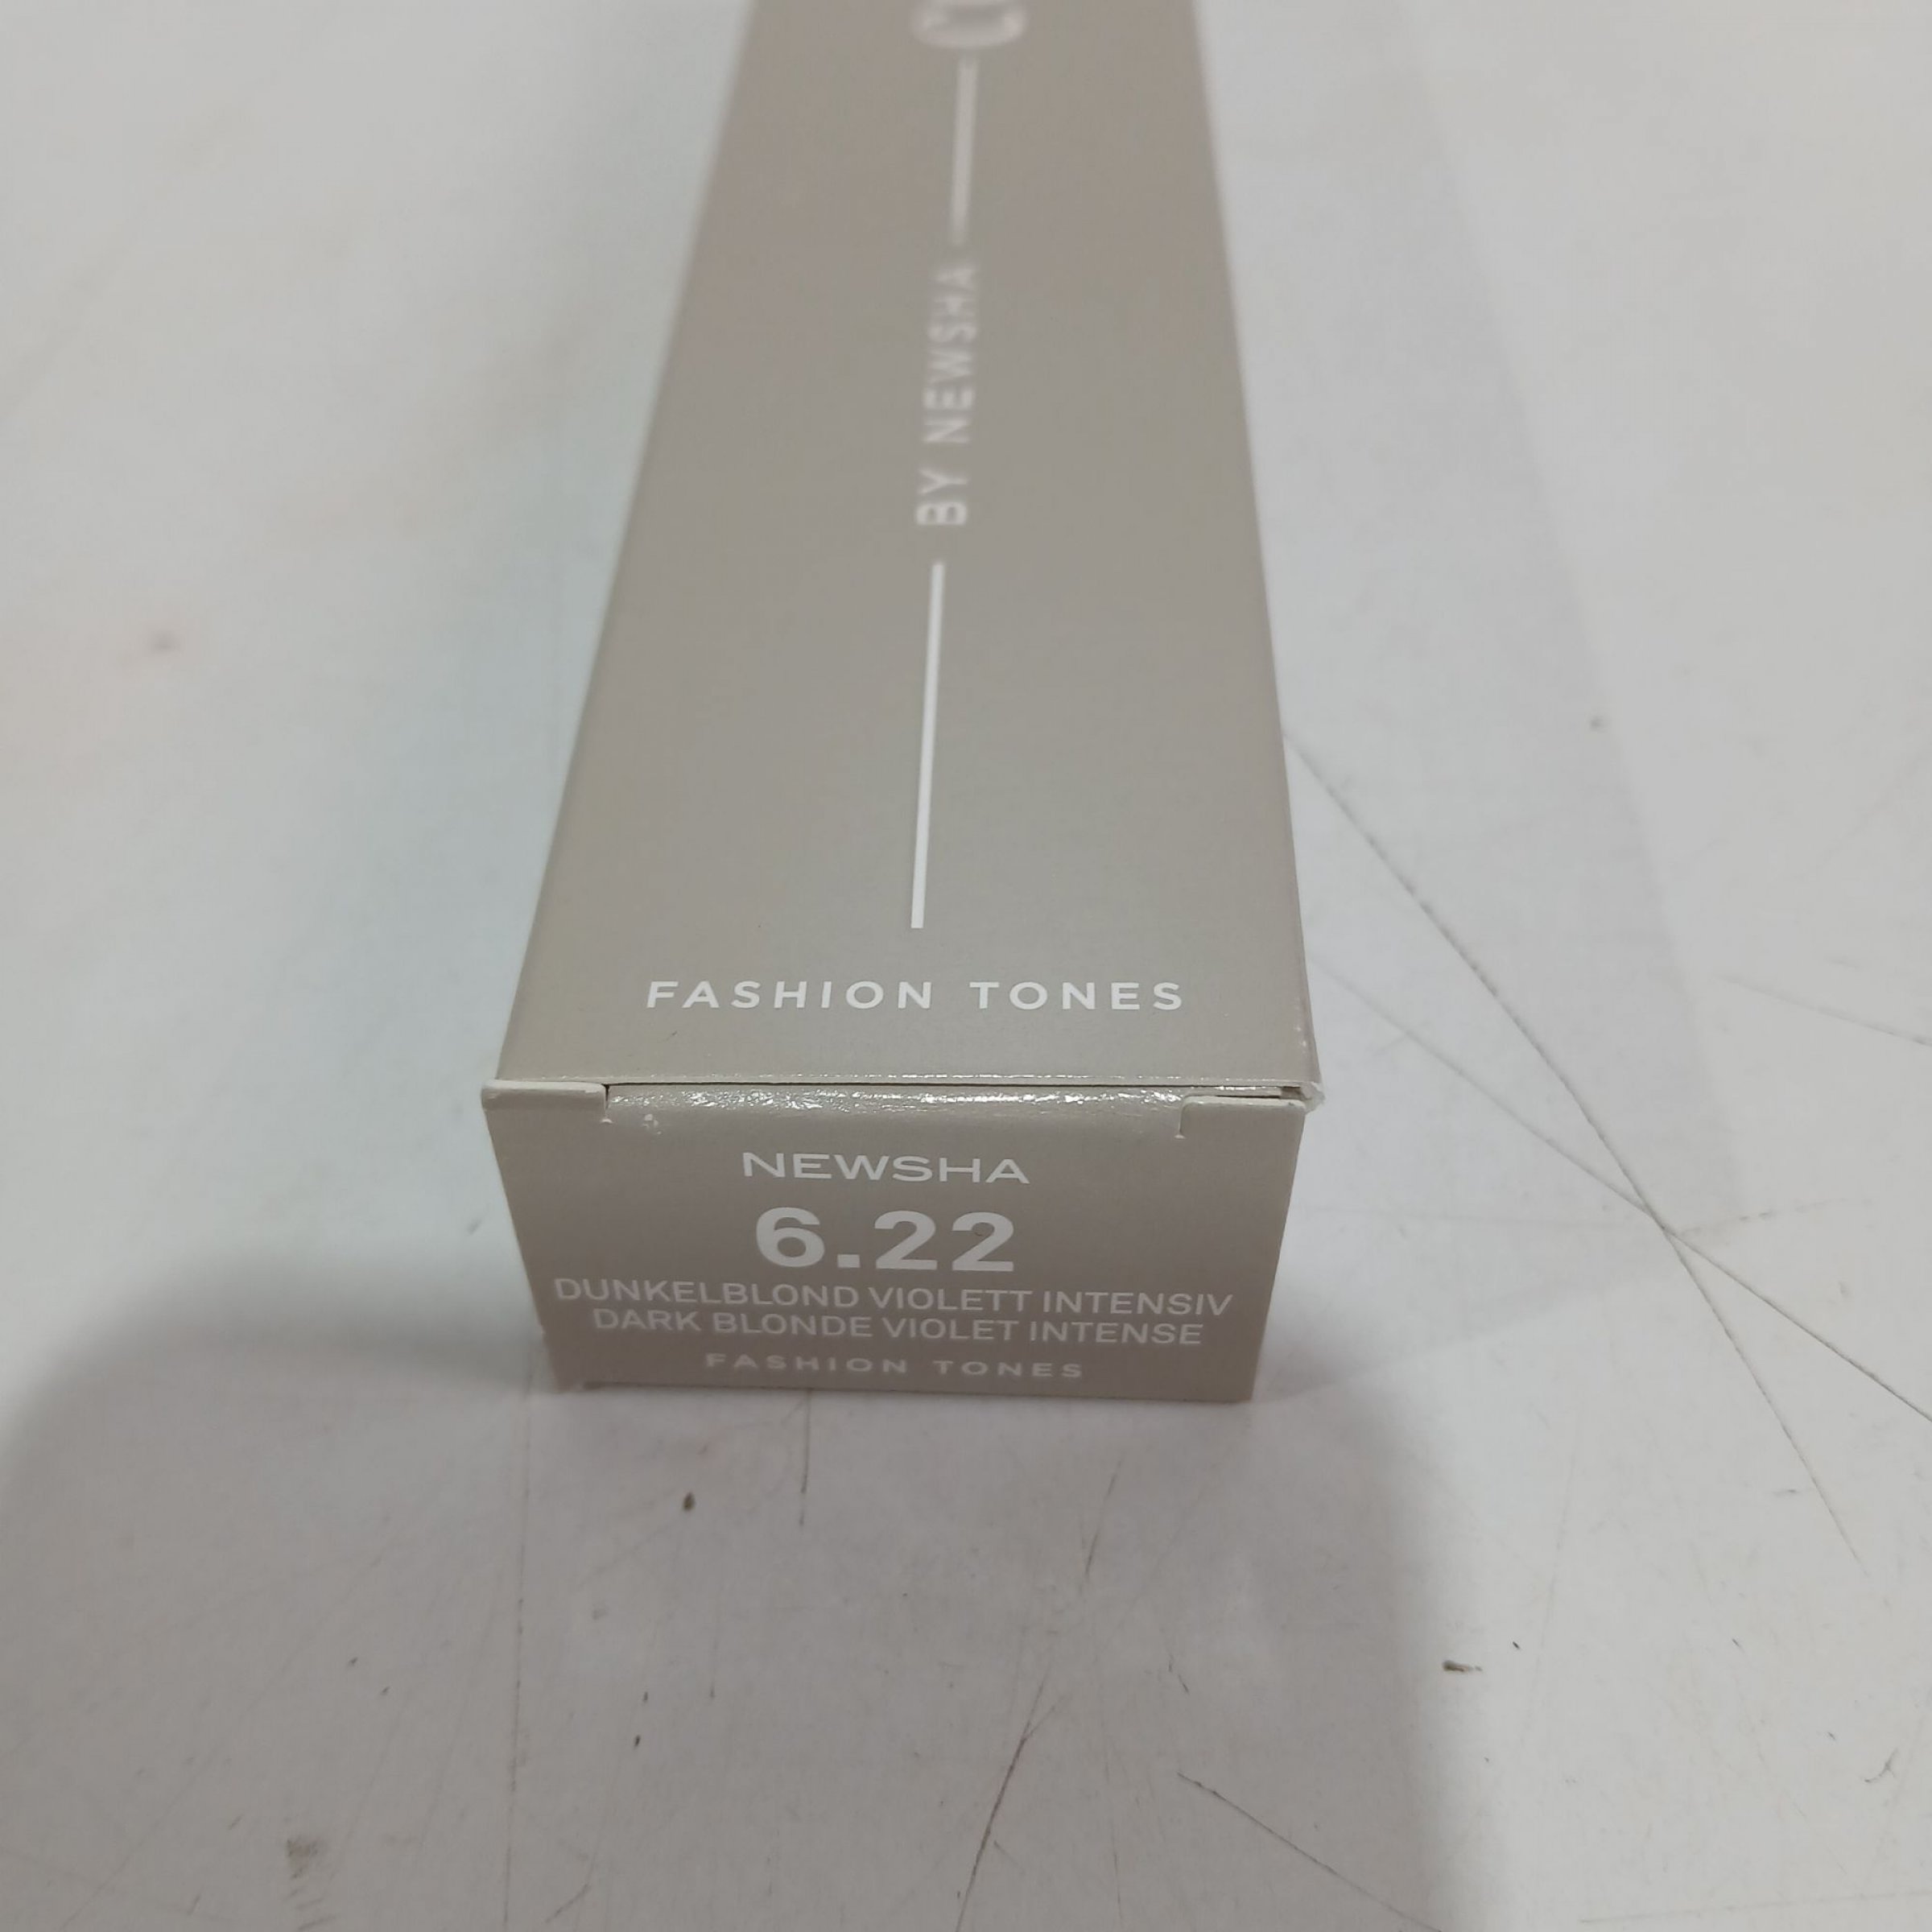 BY NEWSHA
FASHION TONES
NEWSHA
6.22
DUNKELBLOND VIOLETT INTENSIV
DARK BLONDE VIOLET INTENSE
FASHION TONES